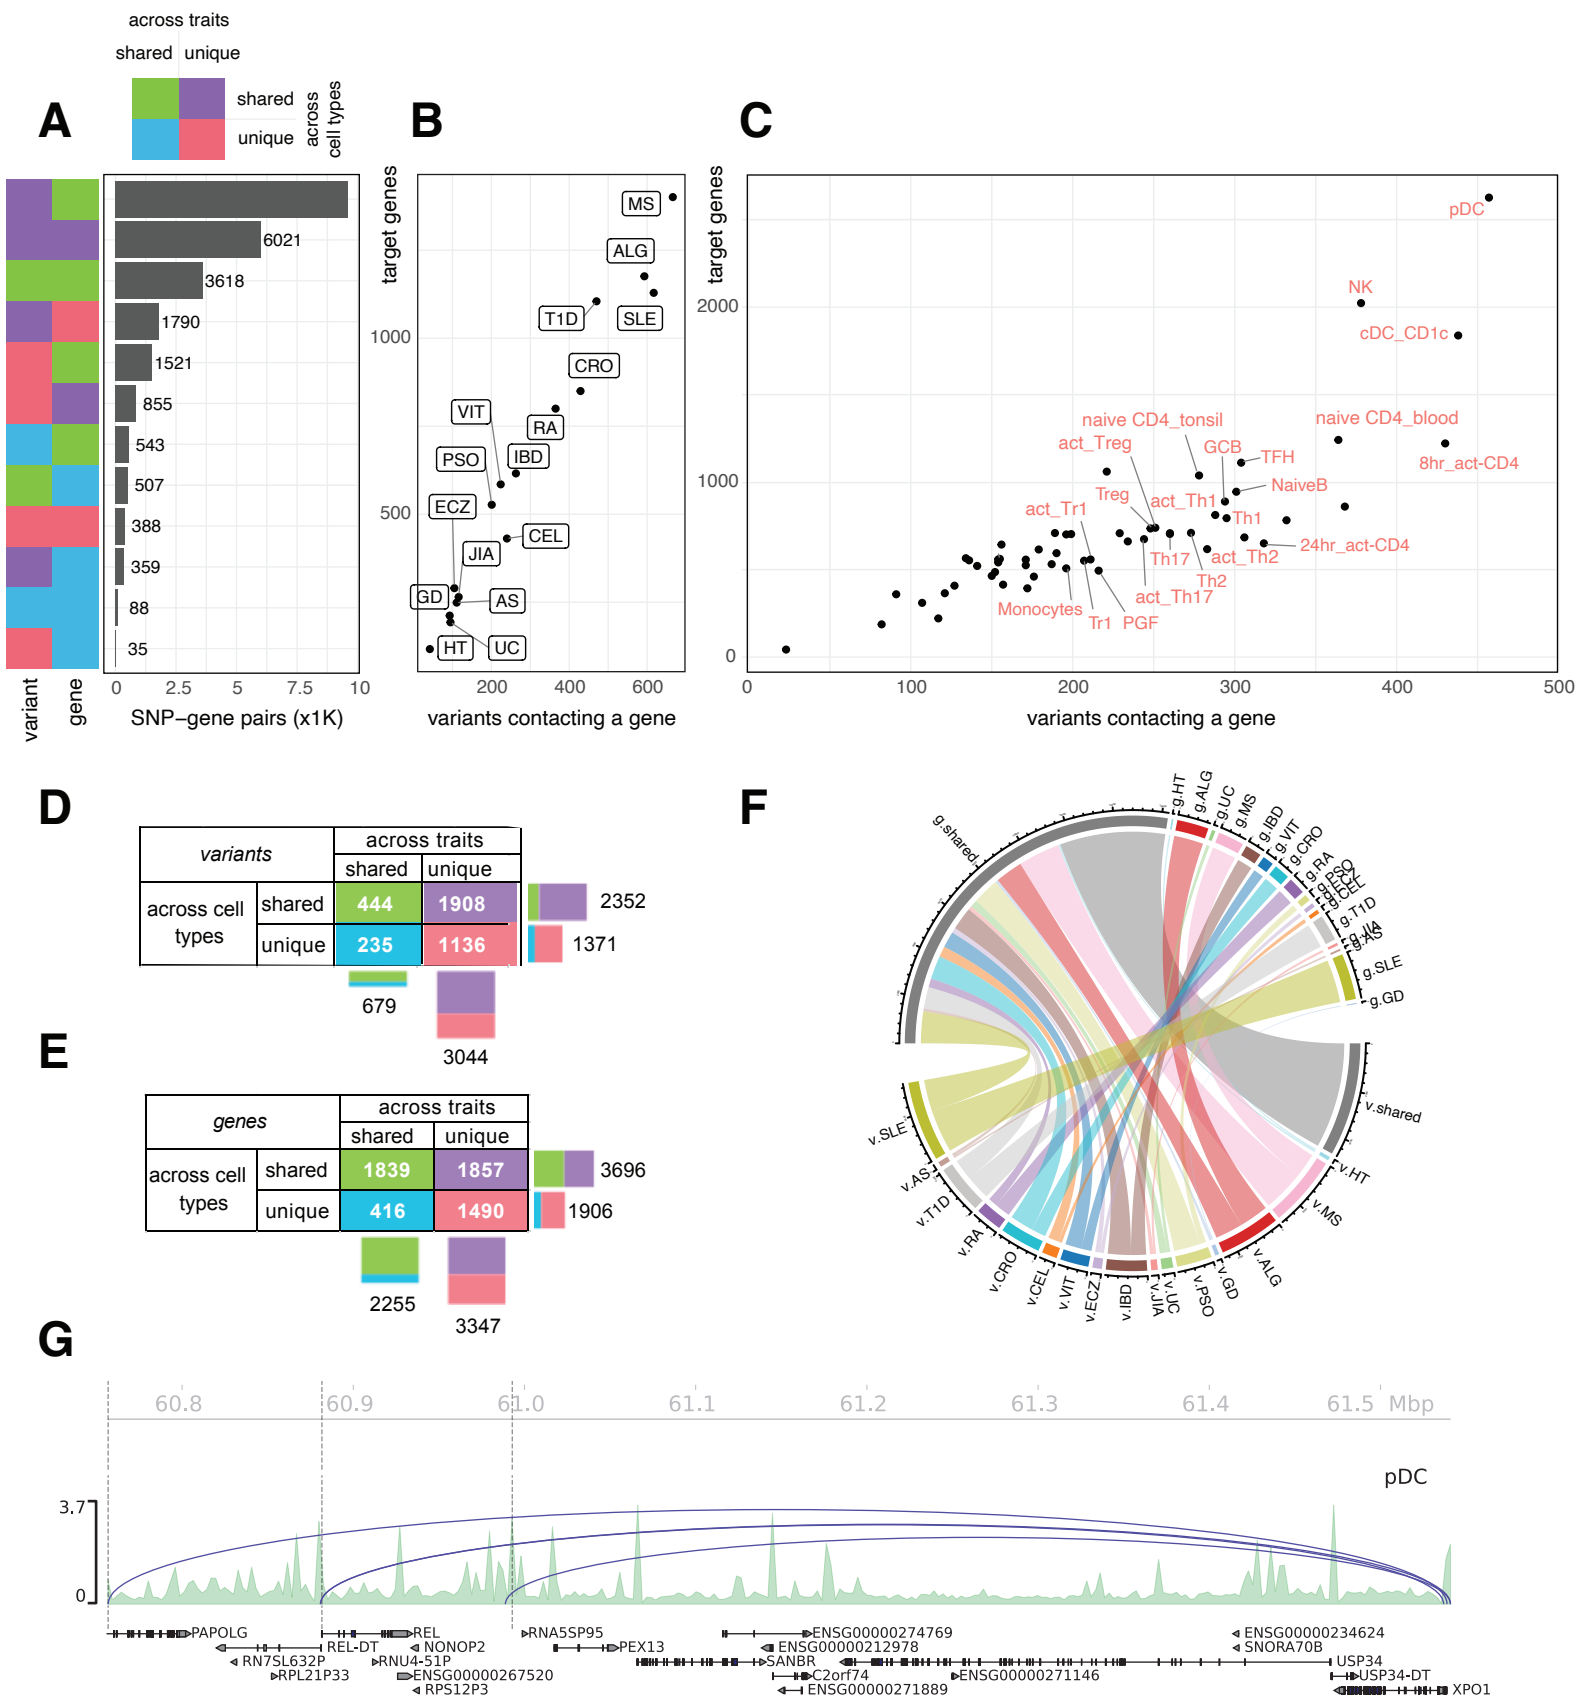 across traits
shared unique
shared
unique
across
cell types
A
B
C
6021
3618
1790
1521
855
543
507
388
359
88
35
0 2.5 5 7.5 10
SNP−gene pairs (x1K)
variant
gene
target genes
1000
500
MS
ALG
T1D
SLE
CRO
VIT
RA
PSO
IBD
ECZ
CEL
JIA
GD
AS
HT
UC
200 400 600
variants contacting a gene
target genes
2000
1000
0
pDC
NK
cDC_CD1c
naive CD4_tonsil
naive CD4_blood
act_Treg
GCB
TFH
8hr_act-CD4
Treg
act_Th1
NaiveB
act_Tr1
Th1
24hr_act-CD4
Th17
act_Th2
Th2
Monocytes
act_Th17
Tr1
PGF
0 100 200 300 400 500
variants contacting a gene
D
variants
across traits
shared unique
across cell types
shared 444 1908 2352
unique 235 1136 1371
679
3044
E
genes
across traits
shared unique
across cell types
shared 1839 1857 3696
unique 416 1490 1906
2255
3347
F
g.shared
g.HT
g.ALG
g.UC
g.MS
g.IBD
g.VIT
g.CRO
g.RA
g.PSO
g.ECZ
g.CEL
g.T1D
g.JIA
g.AS
g.SLE
g.GD
v.shared
v.HT
v.MS
v.ALG
v.GD
v.PSO
v.UC
v.JIA
v.IBD
v.ECZ
v.VIT
v.CEL
v.CRO
v.RA
v.T1D
v.AS
v.SLE
G
60.8 60.9 61.0 61.1 61.2 61.3 61.4 61.5 Mbp
pDC
3.7
0
PAPOLG REL RNA5SP95 ENSG00000274769 ENSG00000234624
REL-DT NONOP2 PEX13 ENSG00000212978 SNORA70B
RN7SL632P RNU4-51P SANBR USP34
RPL21P33 ENSG00000267520 C2orf74 ENSG00000271146 USP34-DT
RPS12P3 ENSG00000271889 XPO1